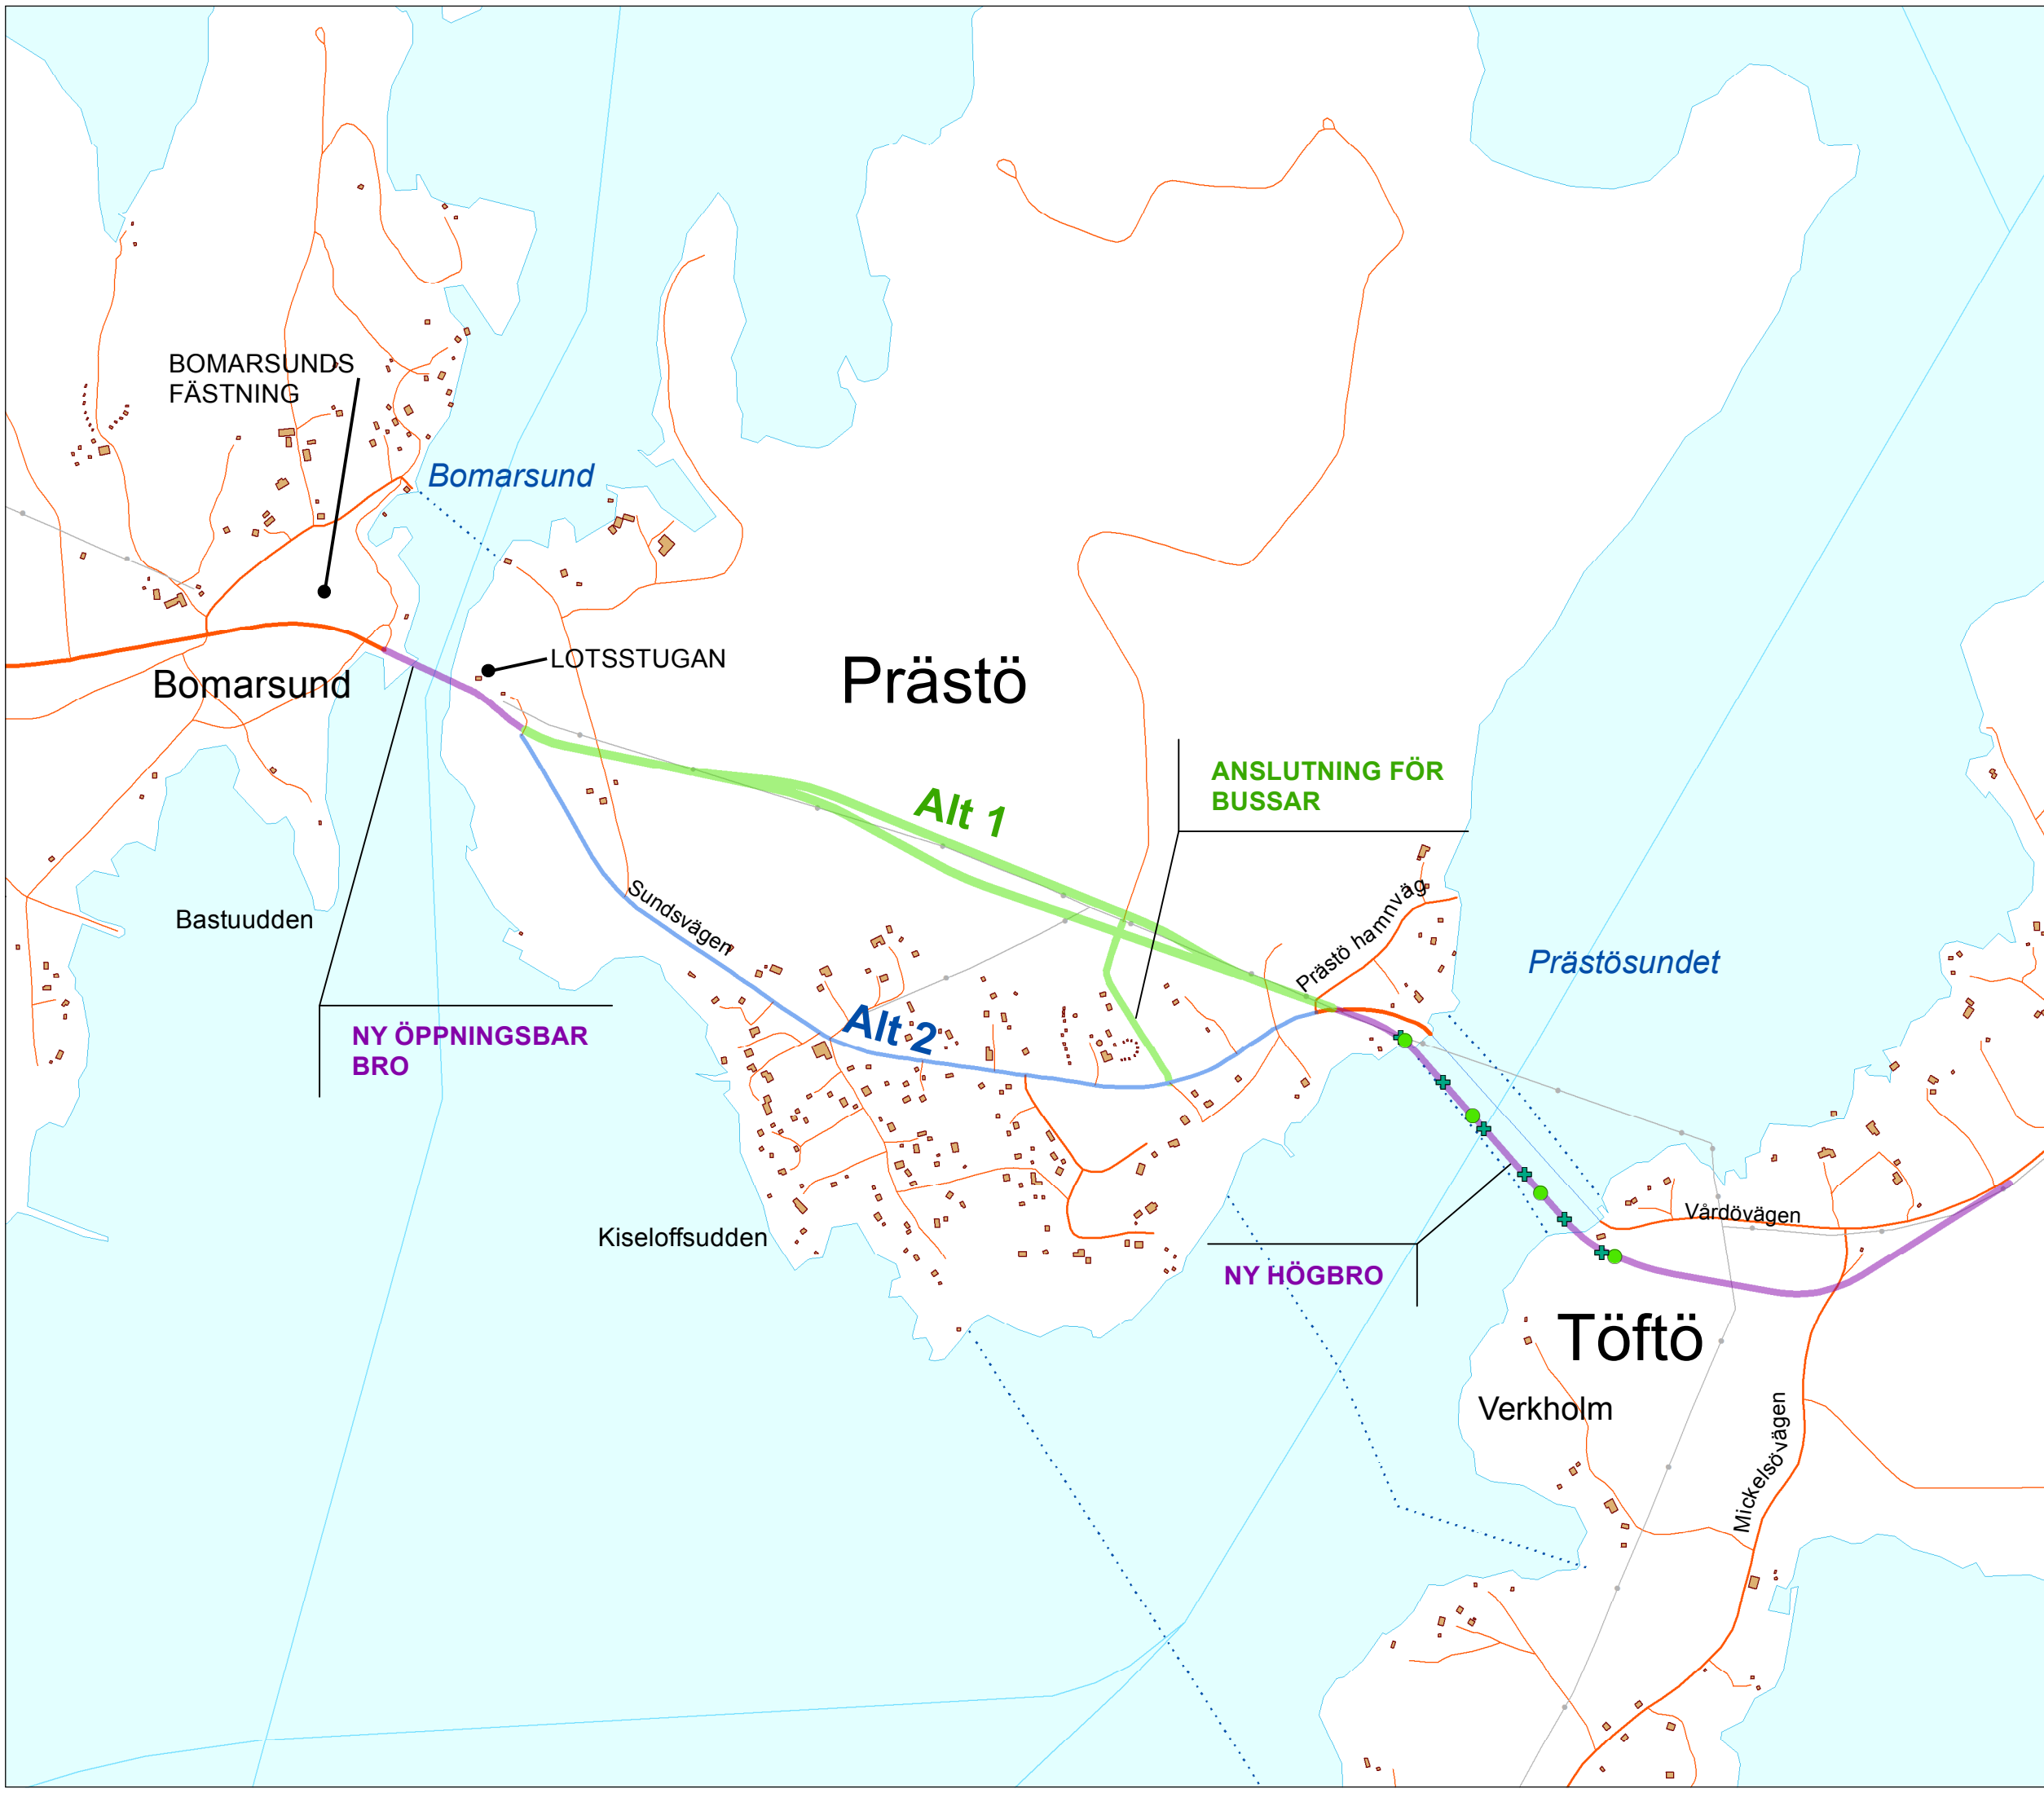 BOMARSUNDS
FÄSTNING
Bomarsund
LOTSSTUGAN
Bomarsund
Prästö
ANSLUTNING FÖR
BUSSAR
Alt 1
Sundsvägen
Bastuudden
Prästö hamnväg
Prästösundet
NY ÖPPNINGSBAR
BRO
Alt 2
Vårdövägen
Kiseloffsudden
NY HÖGBRO
Töftö
Verkholm
Mickelsövägen